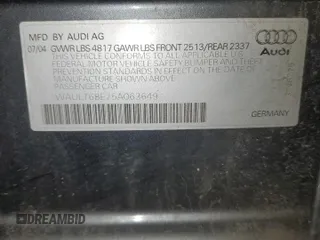 MFD BY AUDI AG
07/04 GVWR LBS 4817 GAWR LBS FRONT 2513/REAR 2337
THIS VEHICLE CONFORMS TO ALL APPLICABLE U.S.
FEDERAL MOTOR VEHICLE SAFETY BUMPER AND THEFT
PREVENTION STANDARDS IN EFFECT ON THE DATE OF
MANUFACTURE SHOWN ABOVE
PASSENGER CAR
Audi
GERMANY
DREAMBID